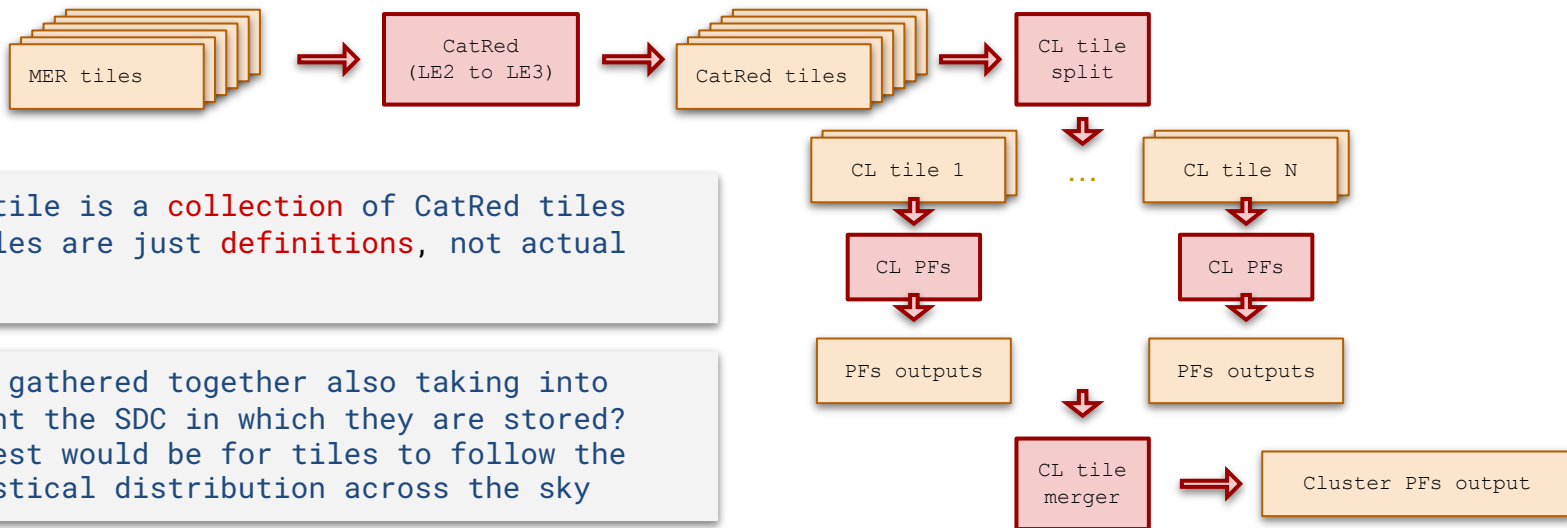 MER tiles
CatRed
(LE2 to LE3)
CatRed tiles
CL tile
split
CL tile 1
...
CL tile N
tile is a collection of CatRed tiles
les are just definitions, not actual
CL PFs
CL PFs
gathered together also taking into
nt the SDC in which they are stored?
est would be for tiles to follow the
stical distribution across the sky
PFs outputs
PFs outputs
CL tile
merger
Cluster PFs output